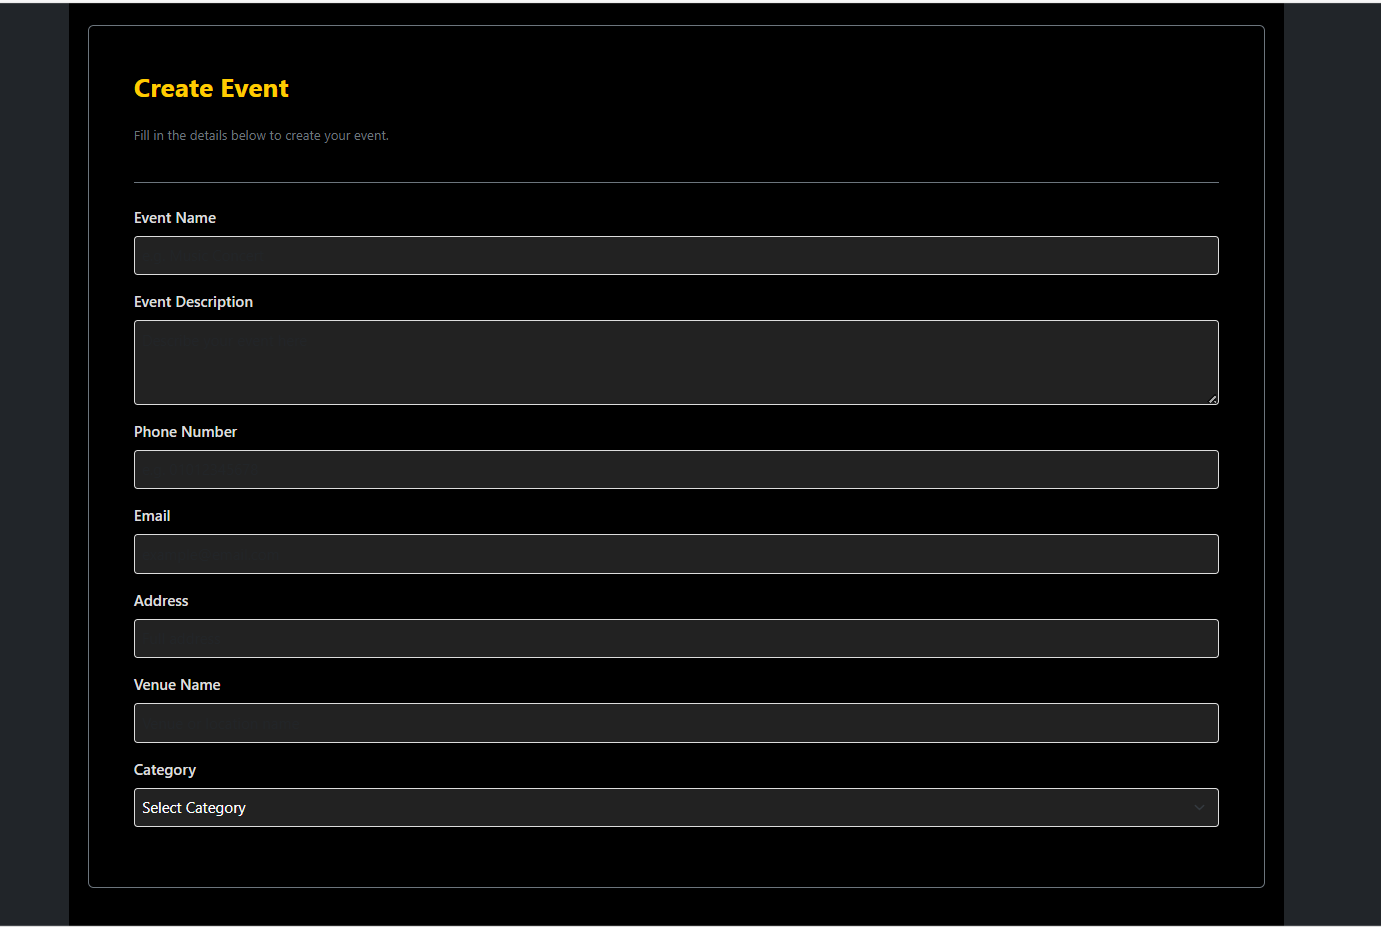 Create Event
Fill in the details below to create your event.
Event Name
Event Description
Phone Number
Email
Address
Venue Name
Category
Select Category